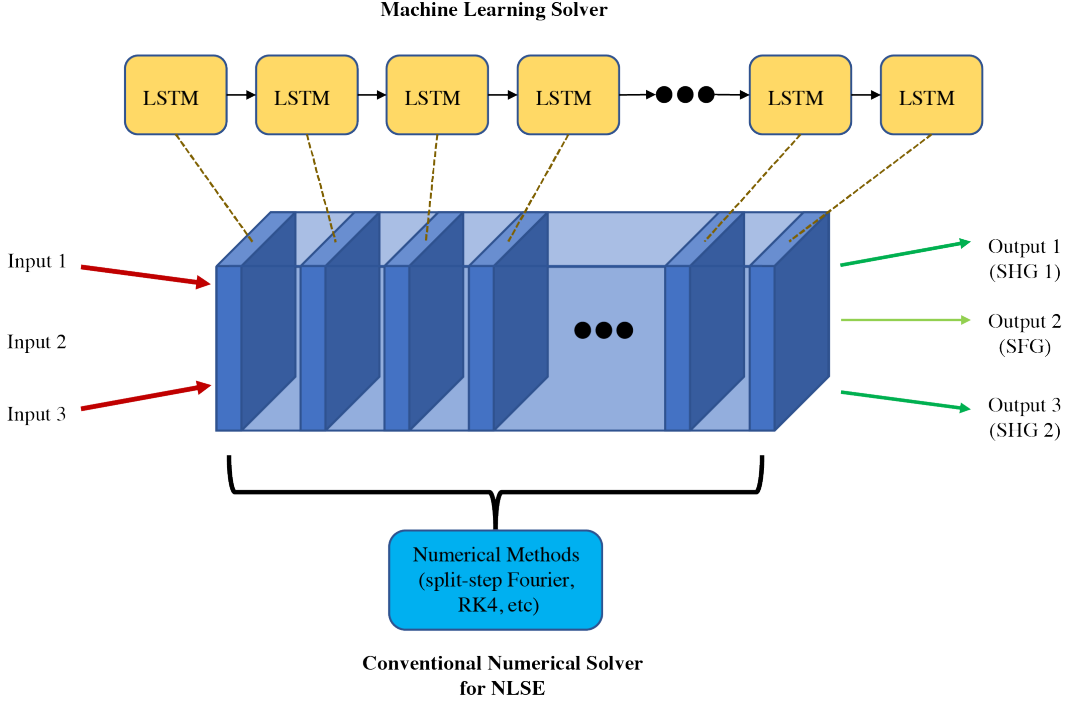 Machine Learning Solver
LSTM
LSTM
LSTM
LSTM
LSTM
LSTM
Input 1
Input 2
Input 3
Output 1
(SHG 1)
Output 2
(SFG)
Output 3
(SHG 2)
Numerical Methods
(split-step Fourier,
RK4, etc)
Conventional Numerical Solver
for NLSE